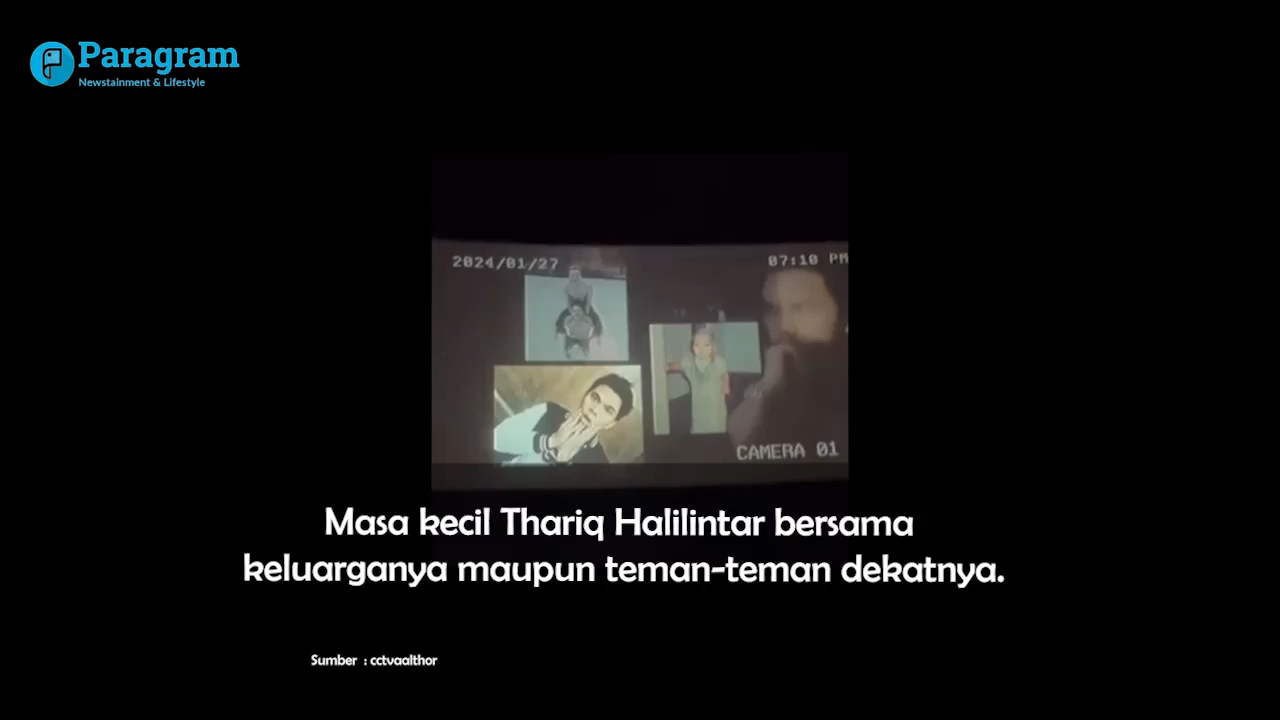 Paragram
Newstainment & Lifestyle
2024/01/27
07:10 PM
CAMERA 01
Masa kecil Thariq Halilintar bersama
keluarganya maupun teman-teman dekatnya.
Sumber : cctvaalthor